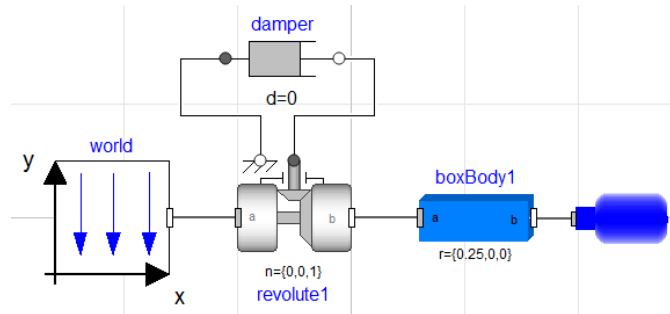 damper
d=0
world
y
x
a
b
n={0,0,1}
revolute1
boxBody1
a
b
r={0.25,0,0}